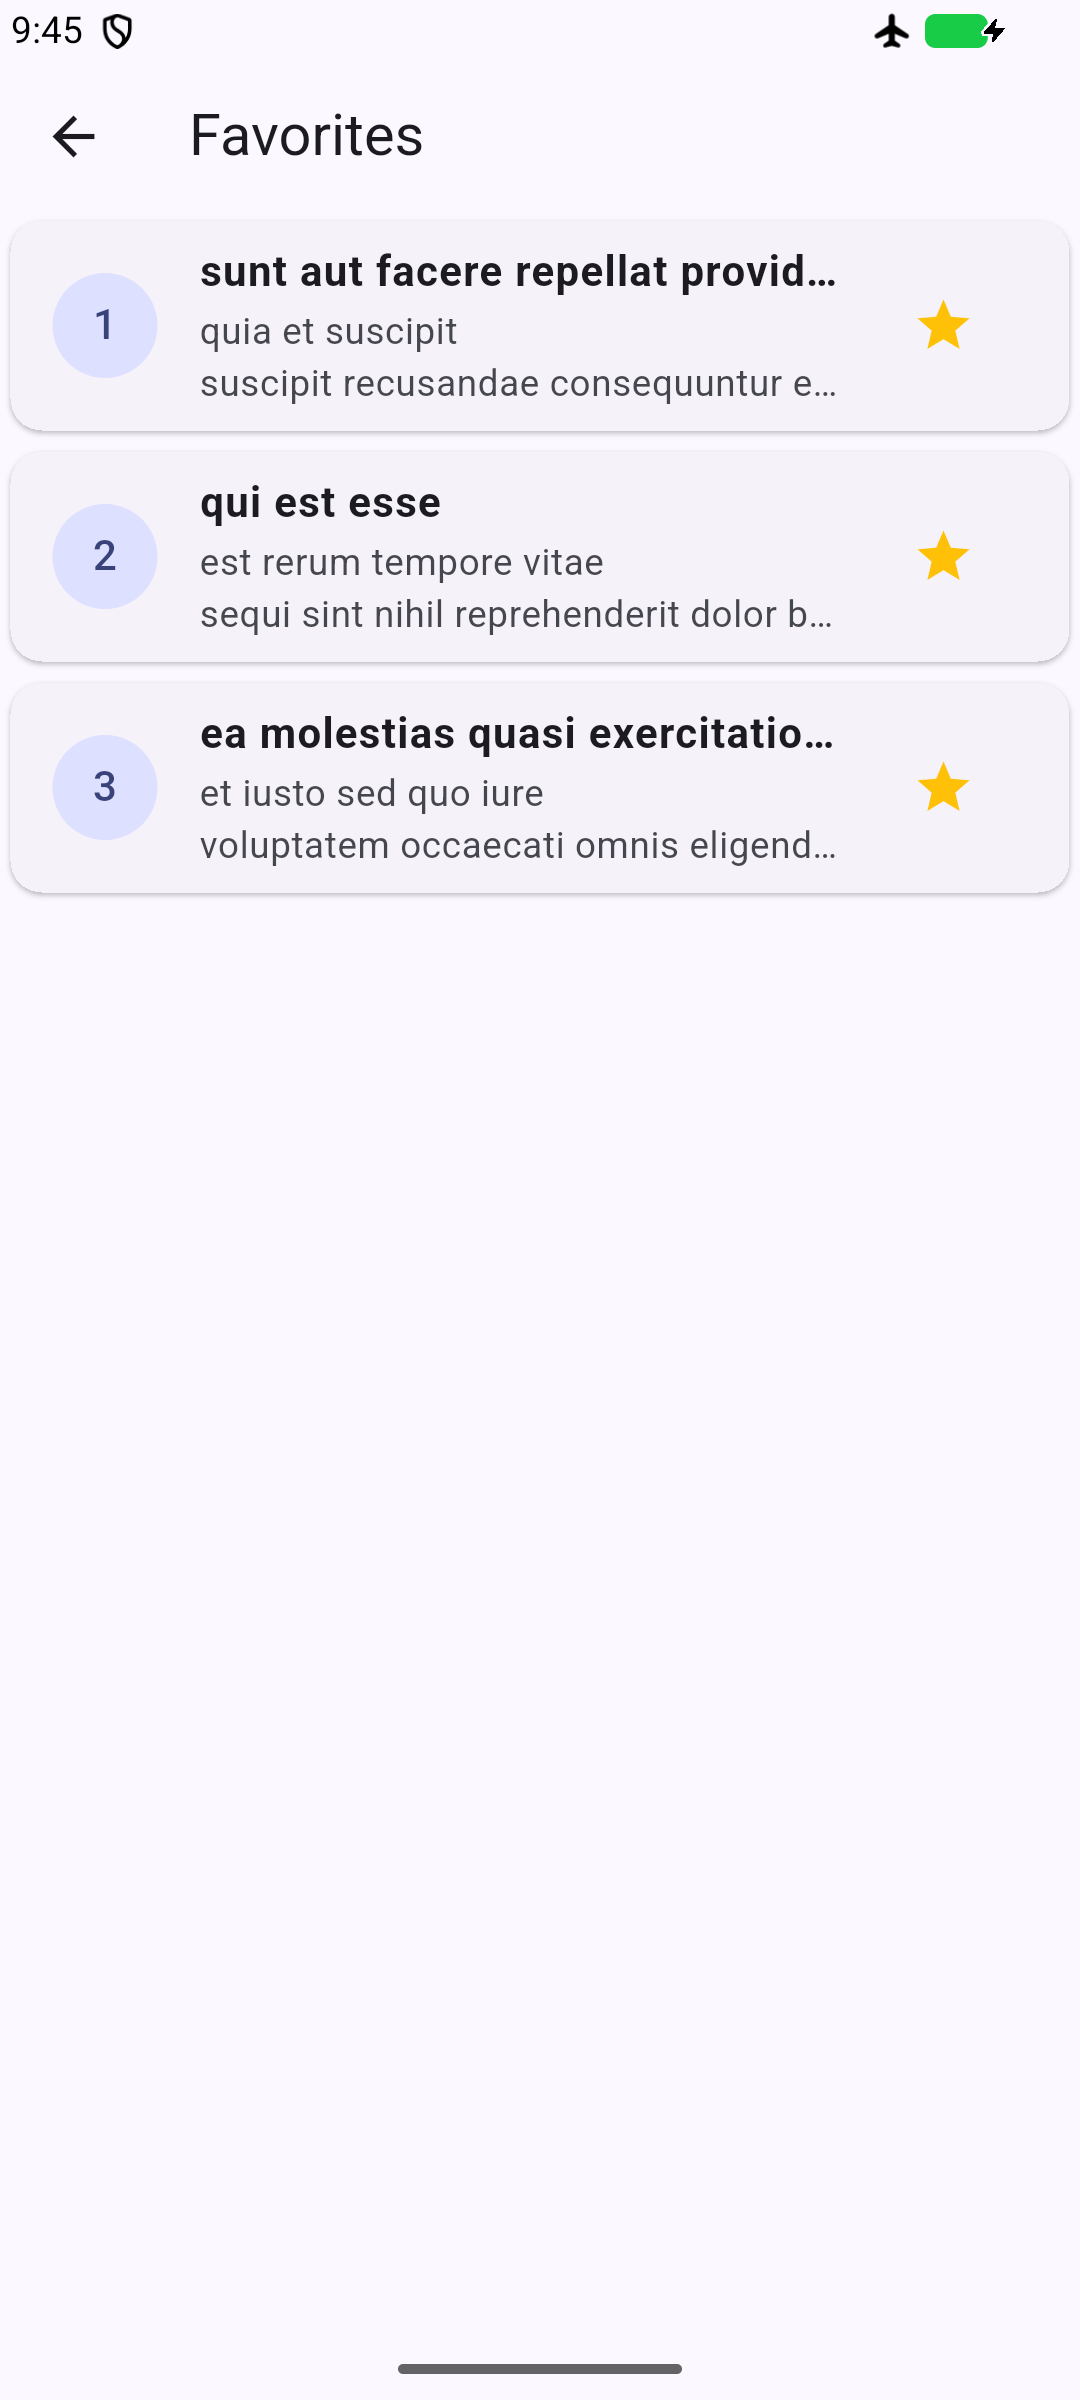 9:45
Favorites
1
sunt aut facere repellat provid…
quia et suscipit
suscipit recusandae consequuntur e…
2
qui est esse
est rerum tempore vitae
sequi sint nihil reprehenderit dolor b…
3
ea molestias quasi exercitatio…
et iusto sed quo iure
voluptatem occaecati omnis eligend…